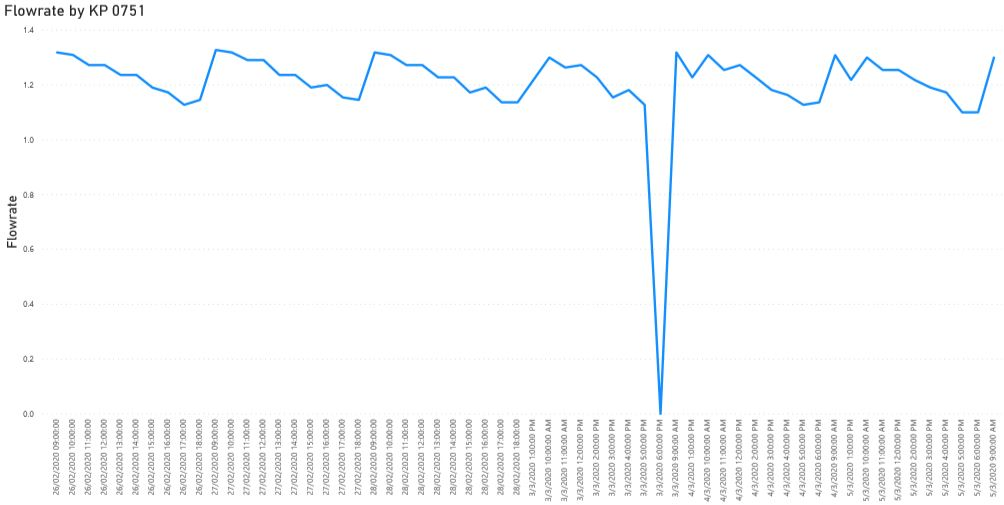 Flowrate by KP 0751
1.4
1.2
1.0
0.8
0.6
0.4
0.2
0.0
Flowrate
26/02/2020 09:00:00
26/02/2020 10:00:00
26/02/2020 11:00:00
26/02/2020 12:00:00
26/02/2020 13:00:00
26/02/2020 14:00:00
26/02/2020 15:00:00
26/02/2020 16:00:00
26/02/2020 17:00:00
26/02/2020 18:00:00
27/02/2020 09:00:00
27/02/2020 10:00:00
27/02/2020 11:00:00
27/02/2020 12:00:00
27/02/2020 13:00:00
27/02/2020 14:00:00
27/02/2020 15:00:00
27/02/2020 16:00:00
27/02/2020 17:00:00
27/02/2020 18:00:00
28/02/2020 09:00:00
28/02/2020 10:00:00
28/02/2020 11:00:00
28/02/2020 12:00:00
28/02/2020 13:00:00
28/02/2020 14:00:00
28/02/2020 15:00:00
28/02/2020 16:00:00
28/02/2020 17:00:00
28/02/2020 18:00:00
3/3/2020 1:00:00 PM
3/3/2020 10:00:00 AM
3/3/2020 11:00:00 AM
3/3/2020 12:00:00 PM
3/3/2020 2:00:00 PM
3/3/2020 3:00:00 PM
3/3/2020 4:00:00 PM
3/3/2020 5:00:00 PM
3/3/2020 6:00:00 PM
3/3/2020 9:00:00 AM
4/3/2020 1:00:00 PM
4/3/2020 10:00:00 AM
4/3/2020 11:00:00 AM
4/3/2020 12:00:00 PM
4/3/2020 2:00:00 PM
4/3/2020 3:00:00 PM
4/3/2020 4:00:00 PM
4/3/2020 5:00:00 PM
4/3/2020 6:00:00 PM
4/3/2020 9:00:00 AM
5/3/2020 1:00:00 PM
5/3/2020 10:00:00 AM
5/3/2020 11:00:00 AM
5/3/2020 12:00:00 PM
5/3/2020 2:00:00 PM
5/3/2020 3:00:00 PM
5/3/2020 4:00:00 PM
5/3/2020 5:00:00 PM
5/3/2020 6:00:00 PM
5/3/2020 9:00:00 AM